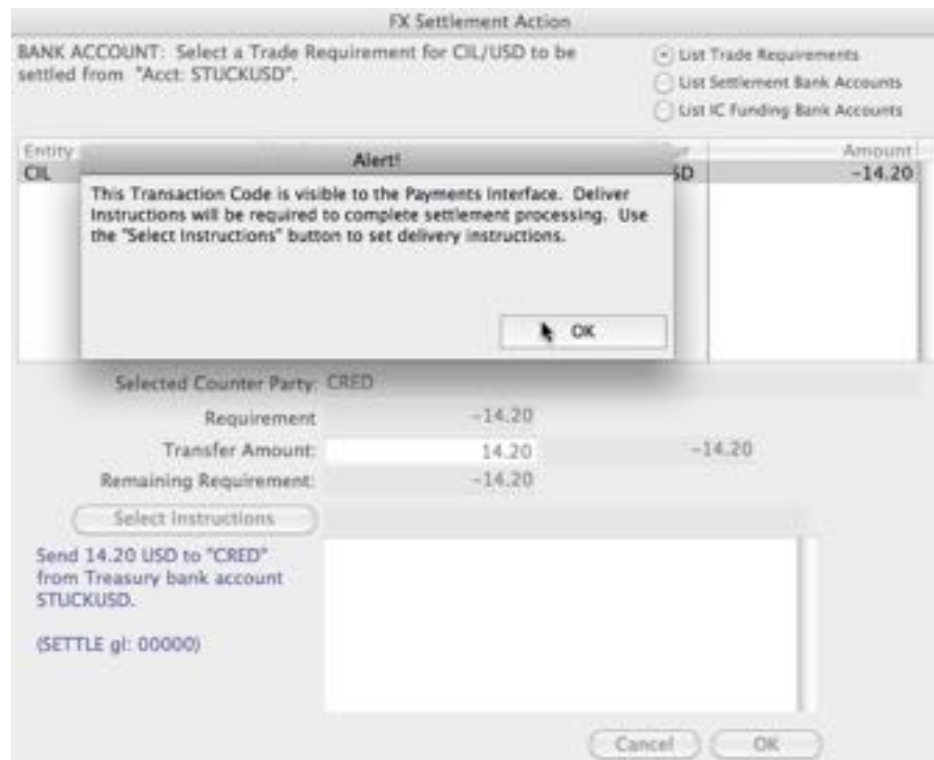 FX Settlement Action
BANK ACCOUNT: Select a Trade Requirement for CIL/USD to be
settled from "Acct: STUCKUSD".
List Trade Requirements
List Settlement Bank Accounts
List IC Funding Bank Accounts
Entity
Amount
CIL
-14.20
Alert!
This Transaction Code is visible to the Payments Interface. Deliver
Instructions will be required to complete settlement processing. Use
the "Select Instructions" button to set delivery instructions.
OK
Selected Counter Party: CRED
Requirement -14.20
Transfer Amount: 14.20 -14.20
Remaining Requirement: -14.20
Select Instructions
Send 14.20 USD to "CRED"
from Treasury bank account
STUCKUSD.
(SETTLE gl: 00000)
Cancel OK